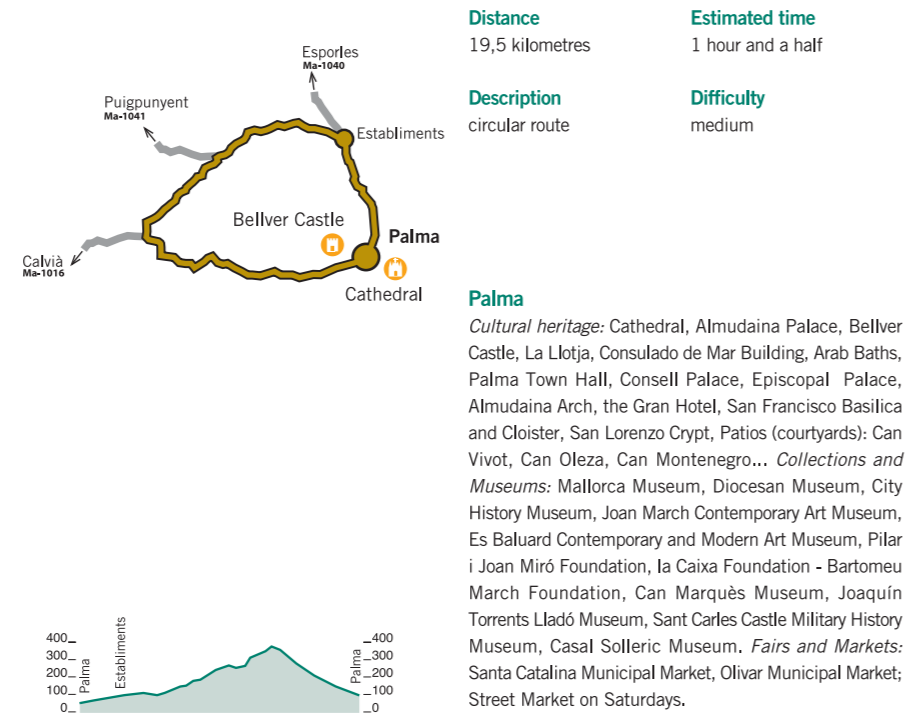 Distance
19,5 kilometres
Estimated time
1 hour and a half
Description
circular route
Difficulty
medium
Esporles
Ma-1040
Puigpunyent
Ma-1041
Establiments
Bellver Castle
Palma
Calvià
Ma-1016
Cathedral
Palma
Cultural heritage: Cathedral, Almudaina Palace, Bellver
Castle, La Llotja, Consulado de Mar Building, Arab Baths,
Palma Town Hall, Consell Palace, Episcopal Palace,
Almudaina Arch, the Gran Hotel, San Francisco Basilica
and Cloister, San Lorenzo Crypt, Patios (courtyards): Can
Vivot, Can Oleza, Can Montenegro... Collections and
Museums: Mallorca Museum, Diocesan Museum, City
History Museum, Joan March Contemporary Art Museum,
Es Baluard Contemporary and Modern Art Museum, Pilar
i Joan Miró Foundation, la Caixa Foundation - Bartomeu
March Foundation, Can Marquès Museum, Joaquín
Torrents Lladó Museum, Sant Carles Castle Military History
Museum, Casal Solleric Museum. Fairs and Markets:
Santa Catalina Municipal Market, Olivar Municipal Market;
Street Market on Saturdays.
400
300
200
100
0
Palma
Establiments
Palma
400
300
200
100
0